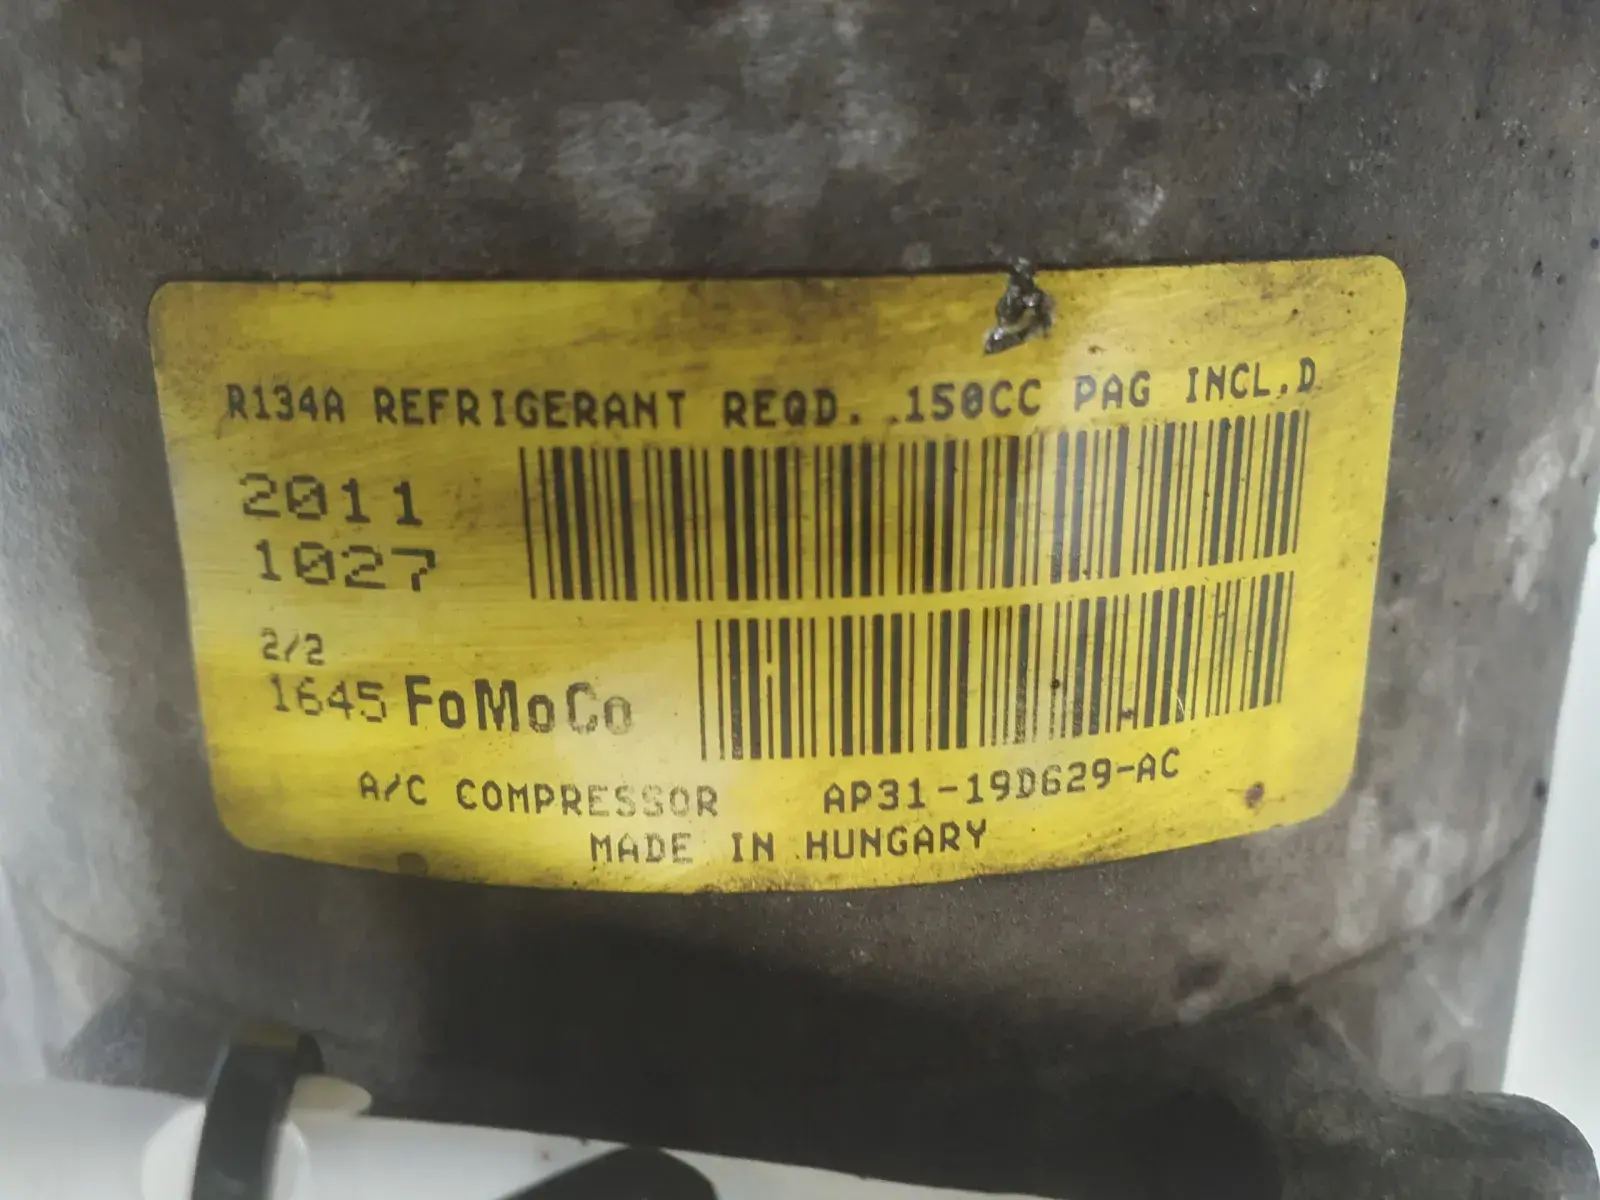 R134A REFRIGERANT REQD. .150CC PAG INCL.D
2011
1027
2/2
1645 FoMoCo
A/C COMPRESSOR AP31-19D629-AC
MADE IN HUNGARY